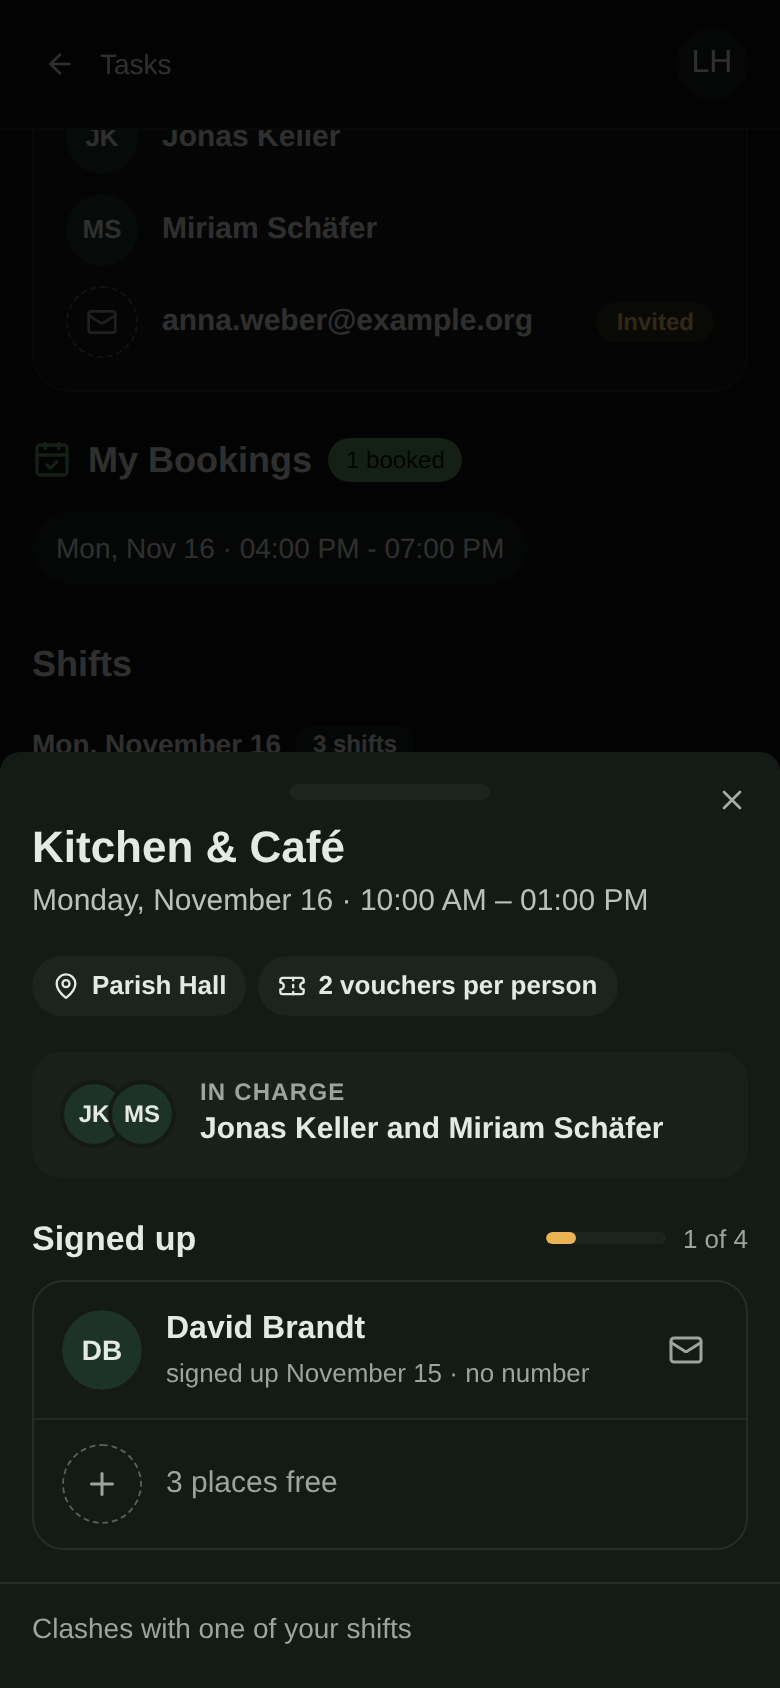 Tasks
LH
JK
Jonas Keller
MS
Miriam Schäfer
anna.weber@example.org
Invited
My Bookings
1 booked
Mon, Nov 16 · 04:00 PM - 07:00 PM
Shifts
Mon, November 16
3 shifts
Kitchen & Café
Monday, November 16 · 10:00 AM – 01:00 PM
Parish Hall
2 vouchers per person
JK
MS
IN CHARGE
Jonas Keller and Miriam Schäfer
Signed up
1 of 4
DB
David Brandt
signed up November 15 · no number
3 places free
Clashes with one of your shifts